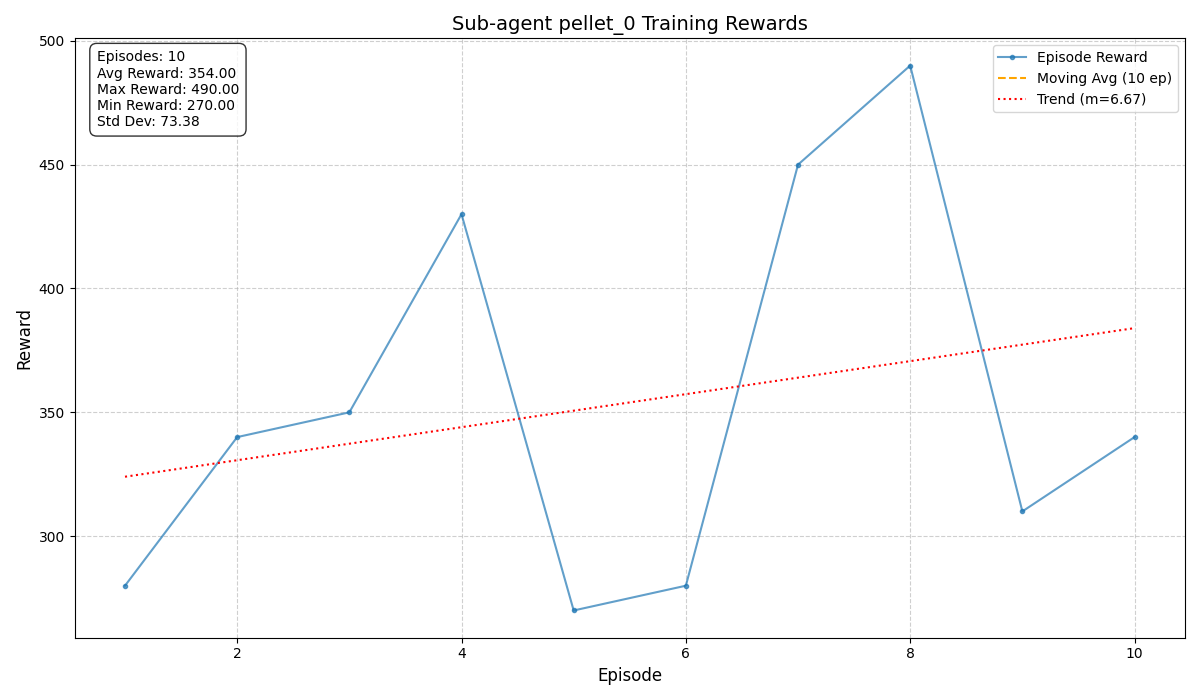 Sub-agent pellet_0 Training Rewards
Episodes: 10
Avg Reward: 354.00
Max Reward: 490.00
Min Reward: 270.00
Std Dev: 73.38
Episode Reward
Moving Avg (10 ep)
Trend (m=6.67)
500
450
400
350
300
Reward
2 4 6 8 10
Episode